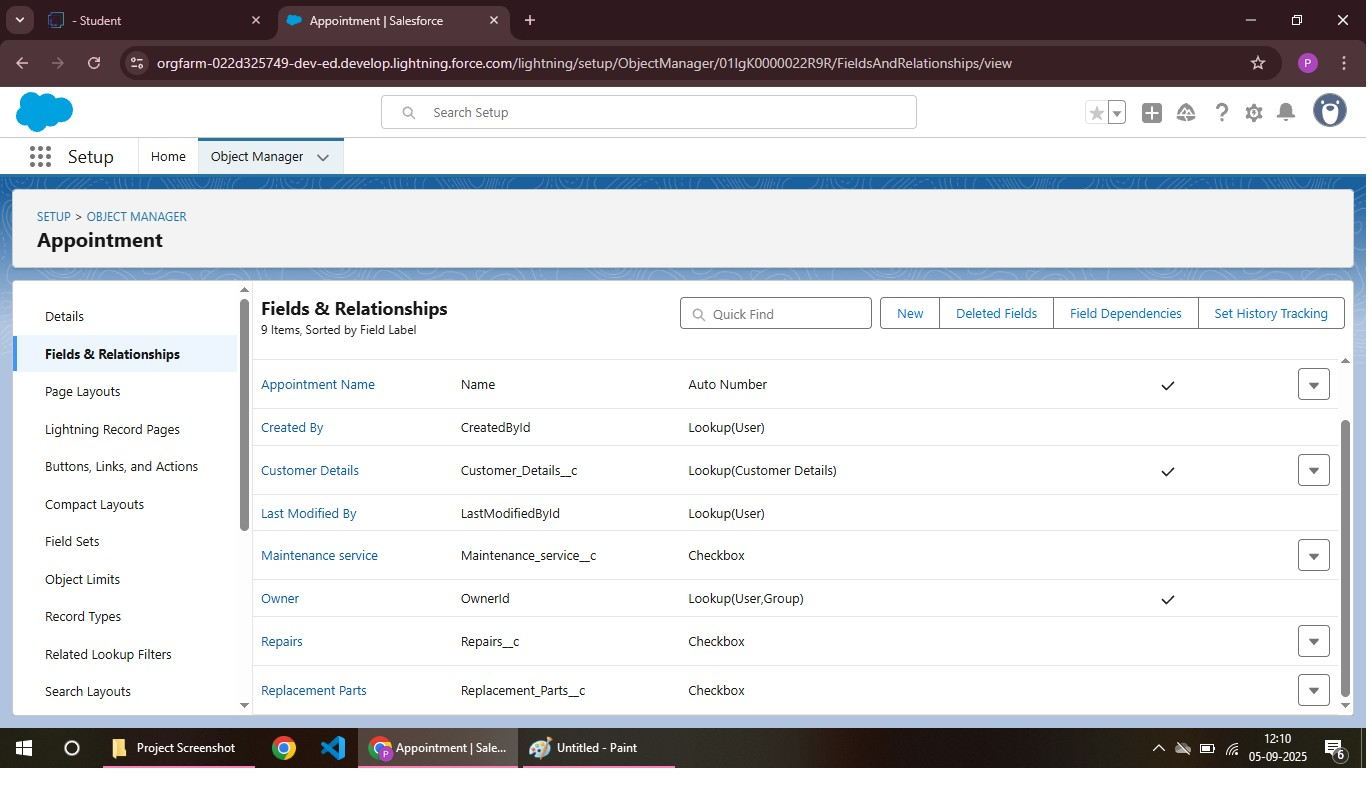 - Student
Appointment | Salesforce
orgfarm-022d325749-dev-ed.develop.lightning.force.com/lightning/setup/ObjectManager/01IgK0000022R9R/FieldsAndRelationships/view
P
Search Setup
Setup
Home
Object Manager
SETUP > OBJECT MANAGER
Appointment
Details
Fields & Relationships
Page Layouts
Lightning Record Pages
Buttons, Links, and Actions
Compact Layouts
Field Sets
Object Limits
Record Types
Related Lookup Filters
Search Layouts
Fields & Relationships
9 Items, Sorted by Field Label
Quick Find
New
Deleted Fields
Field Dependencies
Set History Tracking
Appointment Name Name Auto Number
Created By CreatedById Lookup(User)
Customer Details Customer_Details__c Lookup(Customer Details)
Last Modified By LastModifiedById Lookup(User)
Maintenance service Maintenance_service__c Checkbox
Owner OwnerId Lookup(User,Group)
Repairs Repairs__c Checkbox
Replacement Parts Replacement_Parts__c Checkbox
Project Screenshot
P
Appointment | Sale...
Untitled - Paint
12:10
05-09-2025
6